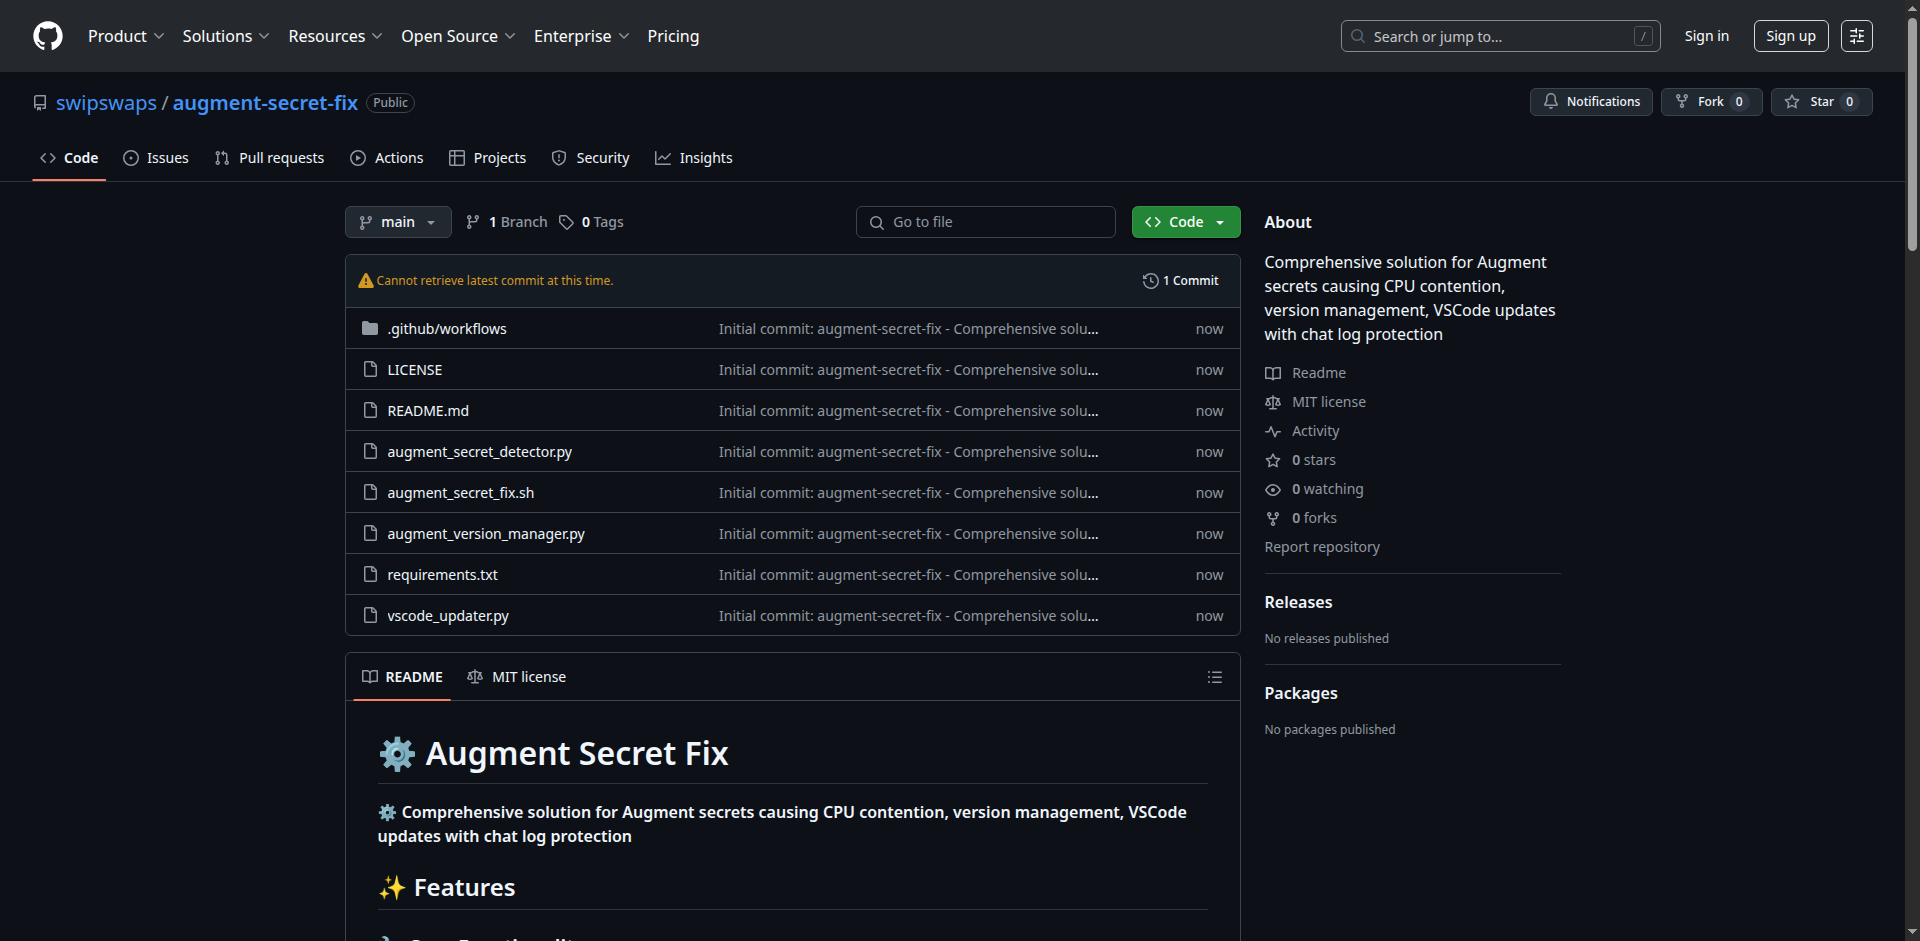 Product
Solutions
Resources
Open Source
Enterprise
Pricing
Search or jump to...
/
Sign in
Sign up
swipswaps / augment-secret-fix
Public
Notifications
Fork 0
Star 0
Code
Issues
Pull requests
Actions
Projects
Security
Insights
main
1 Branch
0 Tags
Go to file
Code
Cannot retrieve latest commit at this time.
1 Commit
.github/workflows Initial commit: augment-secret-fix - Comprehensive solu... now
LICENSE Initial commit: augment-secret-fix - Comprehensive solu... now
README.md Initial commit: augment-secret-fix - Comprehensive solu... now
augment_secret_detector.py Initial commit: augment-secret-fix - Comprehensive solu... now
augment_secret_fix.sh Initial commit: augment-secret-fix - Comprehensive solu... now
augment_version_manager.py Initial commit: augment-secret-fix - Comprehensive solu... now
requirements.txt Initial commit: augment-secret-fix - Comprehensive solu... now
vscode_updater.py Initial commit: augment-secret-fix - Comprehensive solu... now
README
MIT license
Augment Secret Fix
Comprehensive solution for Augment secrets causing CPU contention, version management, VSCode
updates with chat log protection
Features
About
Comprehensive solution for Augment
secrets causing CPU contention,
version management, VSCode updates
with chat log protection
Readme
MIT license
Activity
0 stars
0 watching
0 forks
Report repository
Releases
No releases published
Packages
No packages published